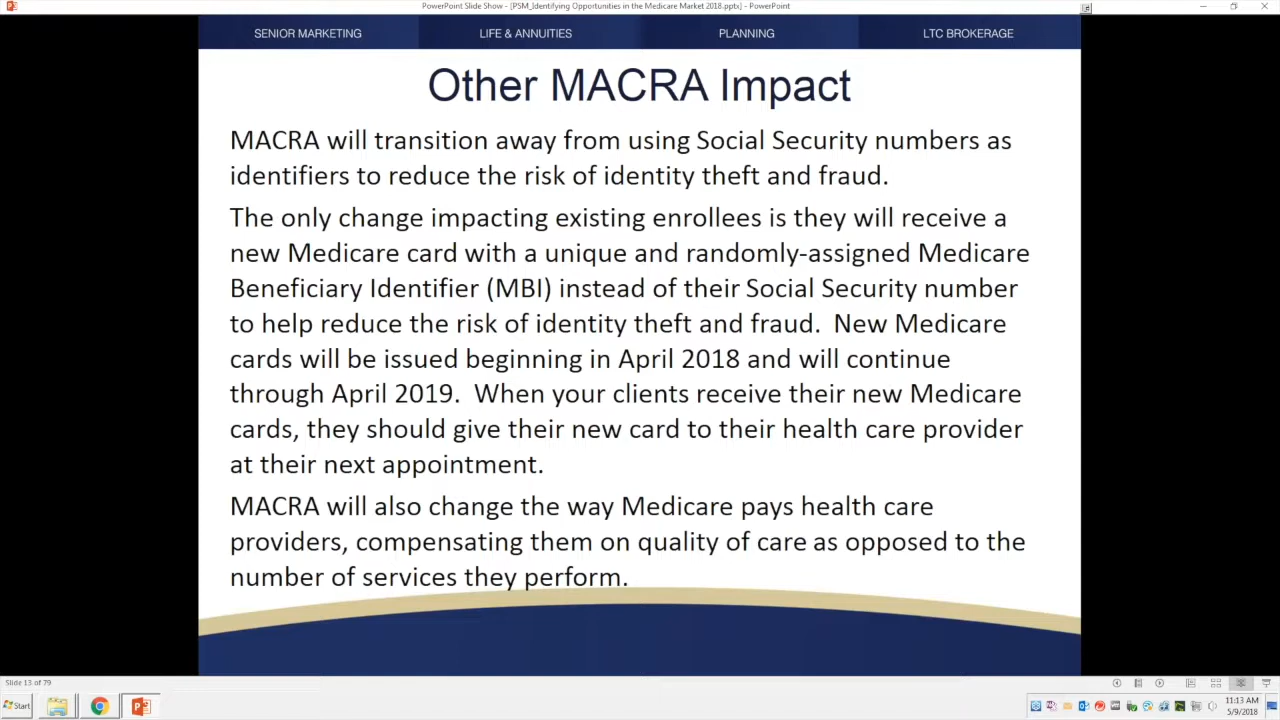 PowerPoint Slide Show - [PSM_Identifying Opportunities in the Medicare Market 2018.pptx] - PowerPoint
SENIOR MARKETING
LIFE & ANNUITIES
PLANNING
LTC BROKERAGE
Other MACRA Impact
MACRA will transition away from using Social Security numbers as
identifiers to reduce the risk of identity theft and fraud.
The only change impacting existing enrollees is they will receive a
new Medicare card with a unique and randomly-assigned Medicare
Beneficiary Identifier (MBI) instead of their Social Security number
to help reduce the risk of identity theft and fraud.  New Medicare
cards will be issued beginning in April 2018 and will continue
through April 2019.  When your clients receive their new Medicare
cards, they should give their new card to their health care provider
at their next appointment.
MACRA will also change the way Medicare pays health care
providers, compensating them on quality of care as opposed to the
number of services they perform.
Slide 13 of 79
Start
11:13 AM
5/9/2018